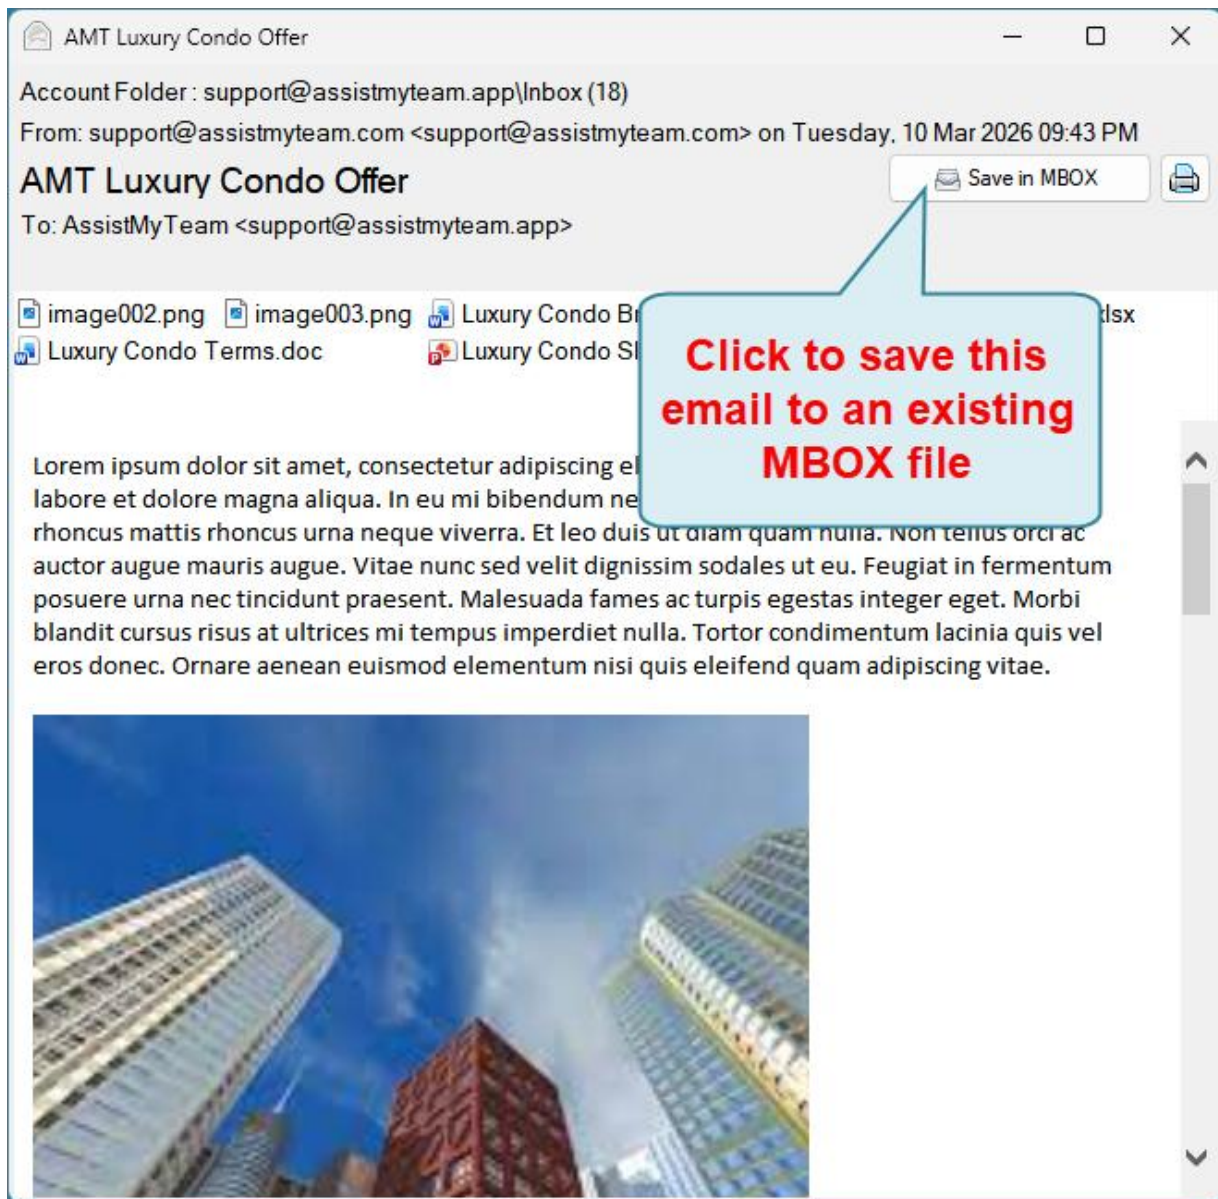 AMT Luxury Condo Offer
Account Folder : support@assistmyteam.app\Inbox (18)
From: support@assistmyteam.com <support@assistmyteam.com> on Tuesday, 10 Mar 2026 09:43 PM
AMT Luxury Condo Offer
Save in MBOX
To: AssistMyTeam <support@assistmyteam.app>
image002.png image003.png Luxury Condo
Luxury Condo Terms.doc Luxury Condo
Click to save this
email to an existing
MBOX file
Lorem ipsum dolor sit amet, consectetur adipiscing
labore et dolore magna aliqua. In eu mi bibendum
rhoncus mattis rhoncus urna neque viverra. Et leo duis ut diam quam nulla. Non tellus orci ac
auctor augue mauris augue. Vitae nunc sed velit dignissim sodales ut eu. Feugiat in fermentum
posuere urna nec tincidunt praesent. Malesuada fames ac turpis egestas integer eget. Morbi
blandit cursus risus at ultrices mi tempus imperdiet nulla. Tortor condimentum lacinia quis vel
eros donec. Ornare aenean euismod elementum nisi quis eleifend quam adipiscing vitae.